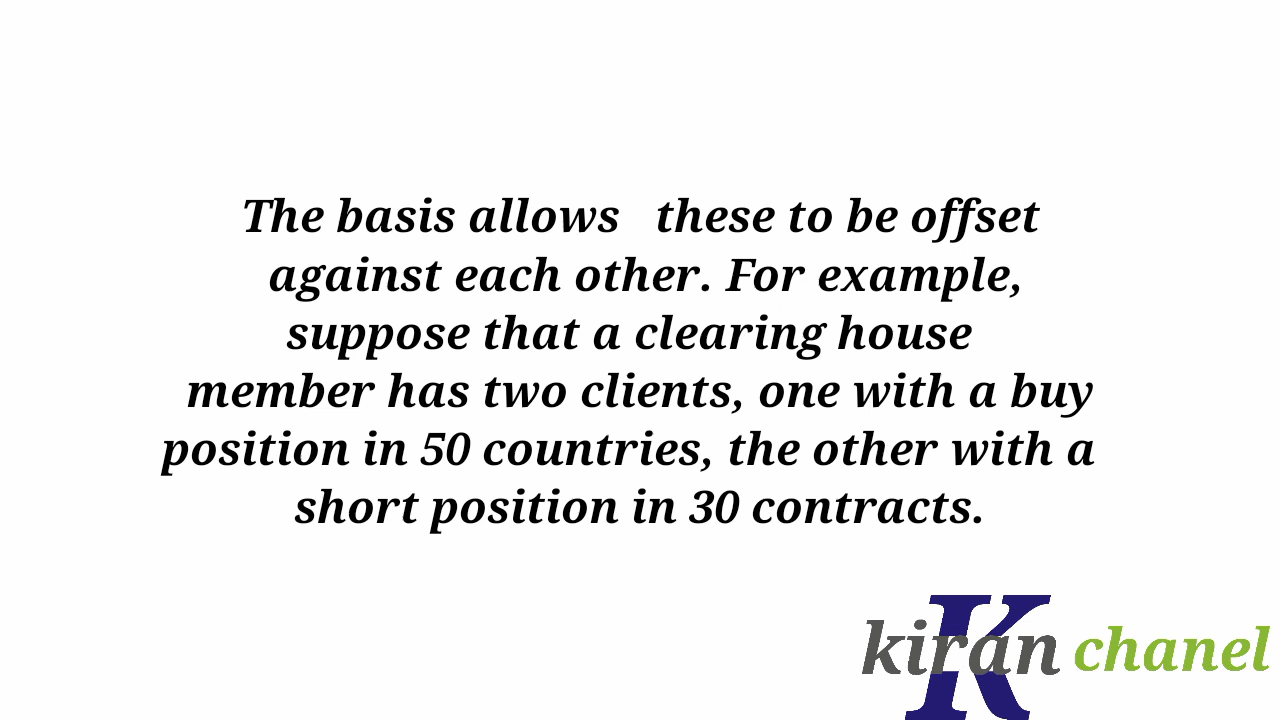 The basis allows   these to be offset
against each other. For example,
suppose that a clearing house
member has two clients, one with a buy
position in 50 countries, the other with a
short position in 30 contracts.
K
kiran chanel